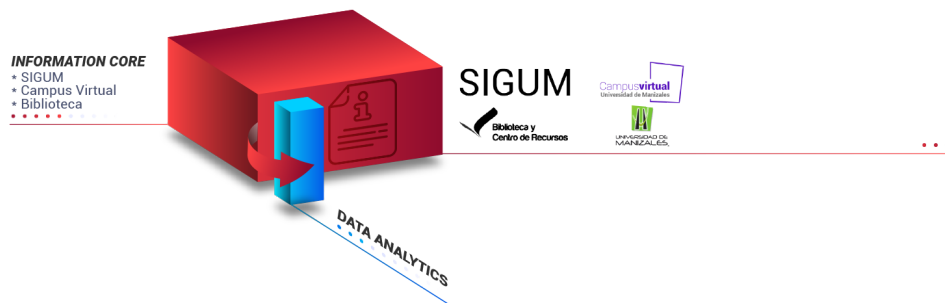 INFORMATION CORE
* SIGUM
* Campus Virtual
* Biblioteca
SIGUM
Campusvirtual
Universidad de Manizales
Biblioteca y
Centro de Recursos
UNIVERSIDAD DE
MANIZALES
DATA ANALYTICS